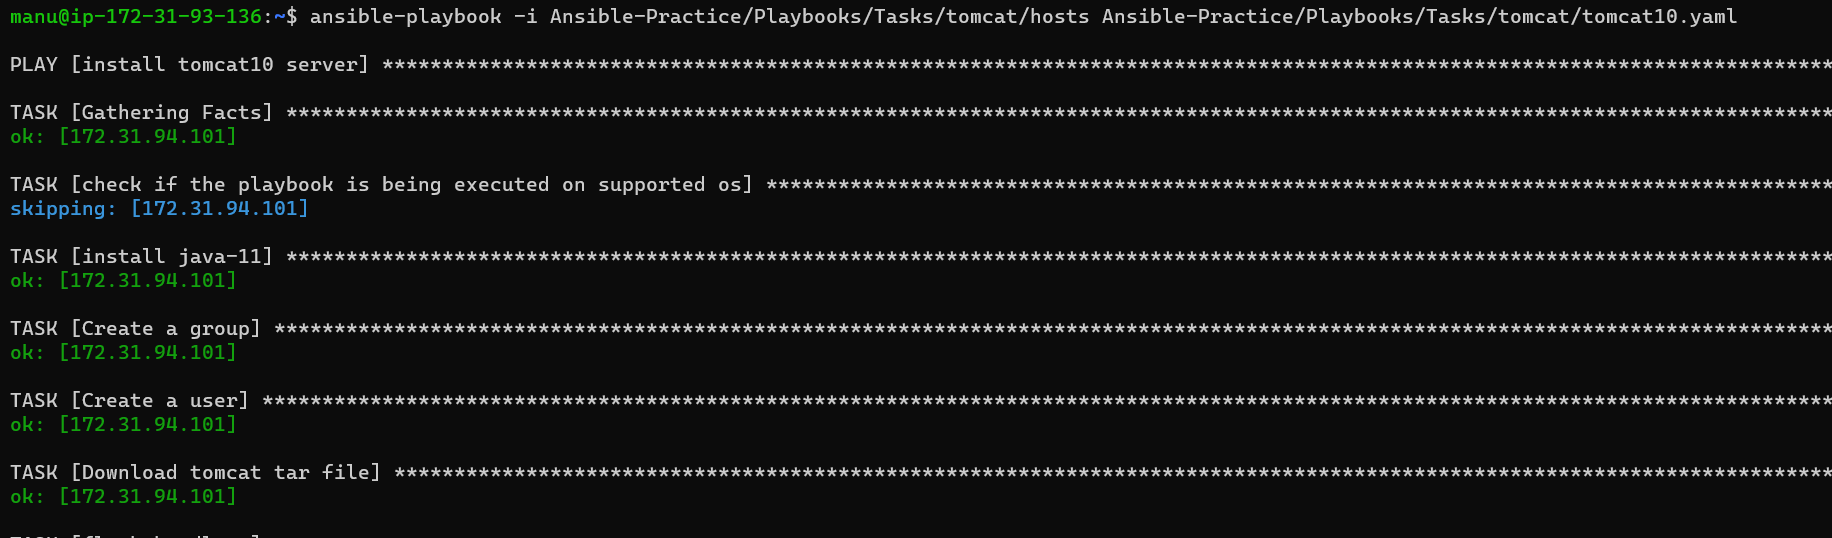 manu@ip-172-31-93-136:~$ ansible-playbook -i Ansible-Practice/Playbooks/Tasks/tomcat/hosts Ansible-Practice/Playbooks/Tasks/tomcat/tomcat10.yaml
PLAY [install tomcat10 server] *************************************************************************************************************************
TASK [Gathering Facts] *********************************************************************************************************************************
ok: [172.31.94.101]
TASK [check if the playbook is being executed on supported os] *****************************************************************************************
skipping: [172.31.94.101]
TASK [install java-11] *********************************************************************************************************************************
ok: [172.31.94.101]
TASK [Create a group] **********************************************************************************************************************************
ok: [172.31.94.101]
TASK [Create a user] ***********************************************************************************************************************************
ok: [172.31.94.101]
TASK [Download tomcat tar file] ************************************************************************************************************************
ok: [172.31.94.101]